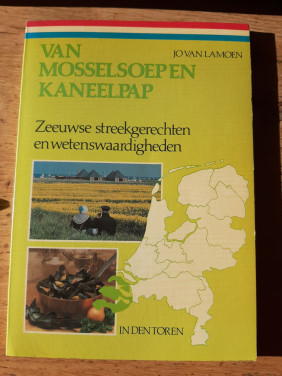 JO VAN LAMOEN
VAN
MOSSELSOEP EN
KANEELPAP
Zeeuwse streekgerechten
en wetenswaardigheden
IN DEN TOREN